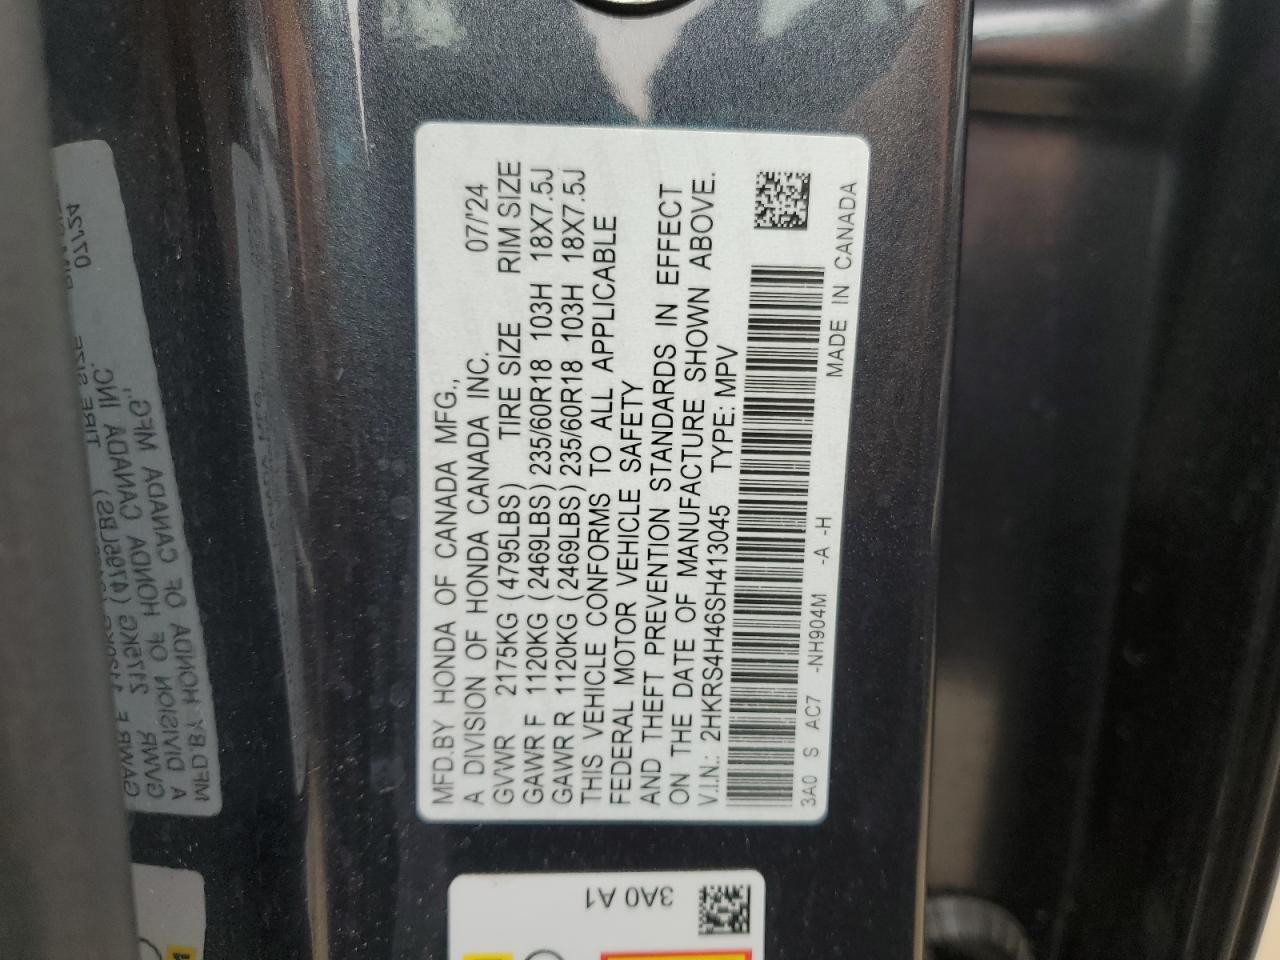 MFD.BY HONDA OF CANADA MFG.,
A DIVISION OF HONDA CANADA INC. 07/'24
GVWR 2175KG (4795LBS) TIRE SIZE RIM SIZE
GAWR F 1120KG (2469LBS) 235/60R18 103H 18X7.5J
GAWR R 1120KG (2469LBS) 235/60R18 103H 18X7.5J
THIS VEHICLE CONFORMS TO ALL APPLICABLE
FEDERAL MOTOR VEHICLE SAFETY
AND THEFT PREVENTION STANDARDS IN EFFECT
ON THE DATE OF MANUFACTURE SHOWN ABOVE.
V.I.N.: 2HKRS4H46SH413045 TYPE: MPV
3A0 S AC7 -NH904M -A -H MADE IN CANADA
3A0 A1